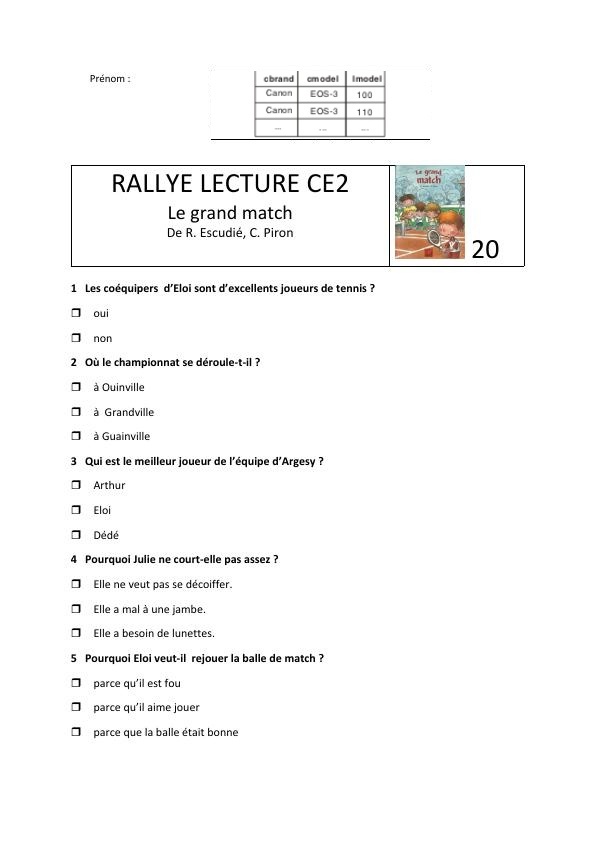 Prénom :
cbrand cmodel lmodel
Canon EOS-3 100
Canon EOS-3 110
... ... ...
RALLYE LECTURE CE2
Le grand match
De R. Escudié, C. Piron
Le grand
match
20
1 Les coéquipers d’Eloi sont d’excellents joueurs de tennis ?
❒ oui
❒ non
2 Où le championnat se déroule-t-il ?
❒ à Ouinville
❒ à Grandville
❒ à Guainville
3 Qui est le meilleur joueur de l’équipe d’Argesy ?
❒ Arthur
❒ Eloi
❒ Dédé
4 Pourquoi Julie ne court-elle pas assez ?
❒ Elle ne veut pas se décoiffer.
❒ Elle a mal à une jambe.
❒ Elle a besoin de lunettes.
5 Pourquoi Eloi veut-il rejouer la balle de match ?
❒ parce qu’il est fou
❒ parce qu’il aime jouer
❒ parce que la balle était bonne